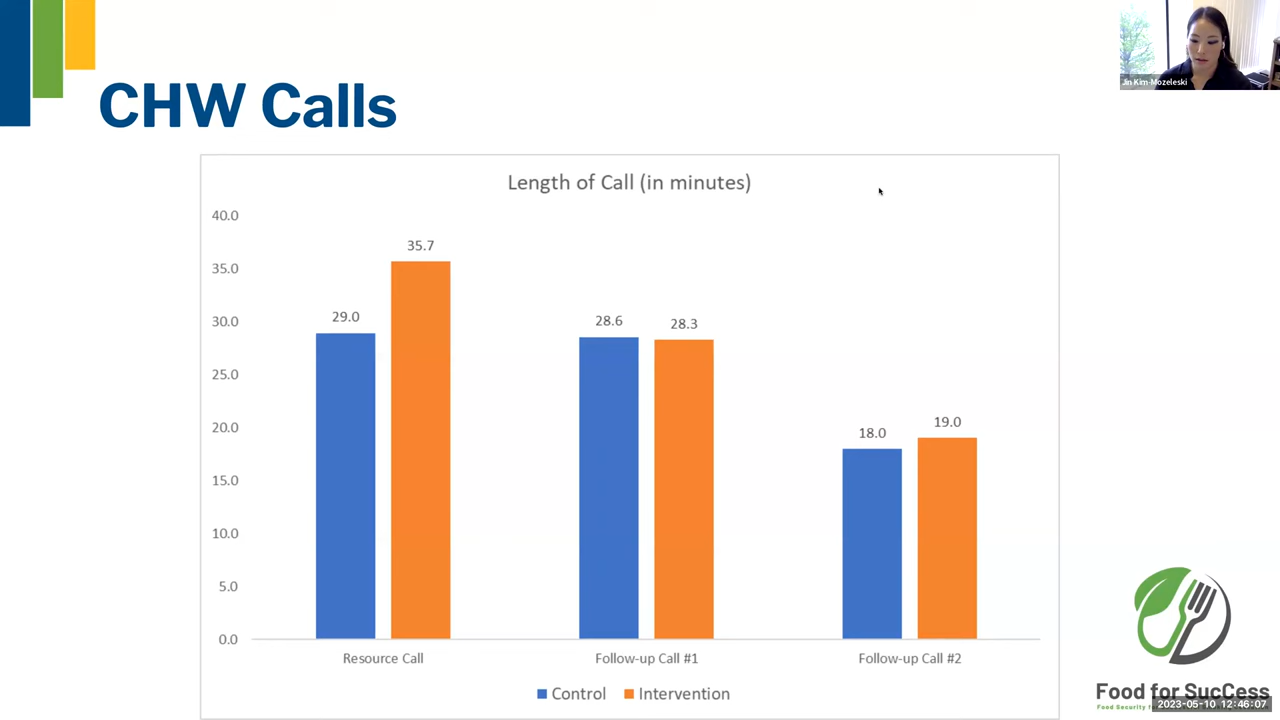 Jin Kim-Mozeleski
CHW Calls
Length of Call (in minutes)
40.0
35.0
30.0
25.0
20.0
15.0
10.0
5.0
0.0
29.0
35.7
28.6
28.3
18.0
19.0
Resource Call
Follow-up Call #1
Follow-up Call #2
Control
Intervention
Food for SucCess
Food Security
2023-05-10 12:46:07